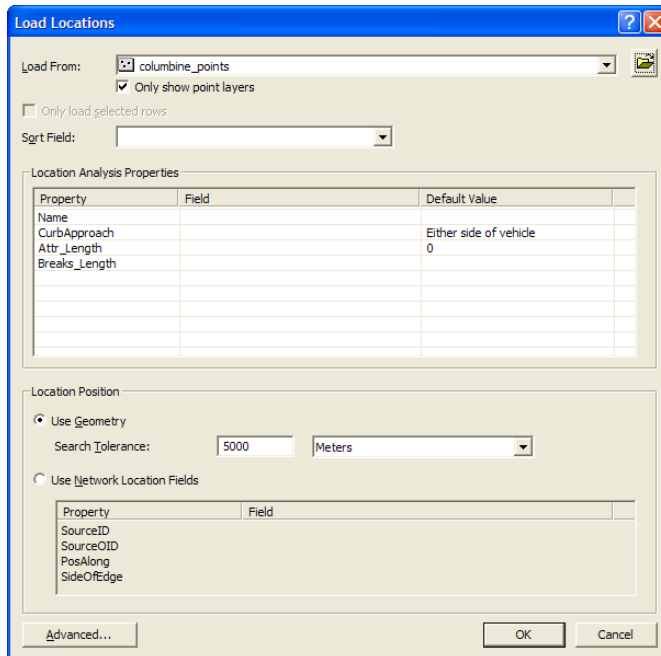 Load Locations
Load From: columbine_points
Only show point layers
Only load selected rows
Sort Field:
Location Analysis Properties
Property Field Default Value
Name
CurbApproach Either side of vehicle
Attr_Length 0
Breaks_Length
Location Position
Use Geometry
Search Tolerance: 5000 Meters
Use Network Location Fields
Property Field
SourceID
SourceOID
PosAlong
SideOfEdge
Advanced... OK Cancel